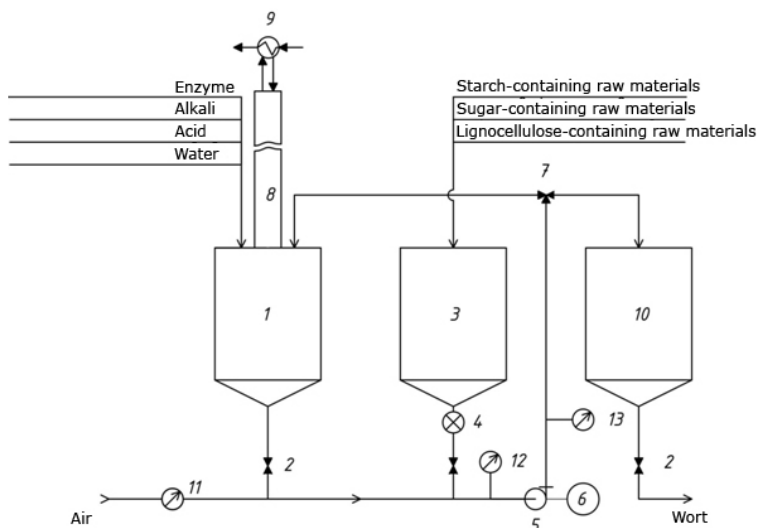 9
Enzyme
Alkali
Acid
Water
Starch-containing raw materials
Sugar-containing raw materials
Lignocellulose-containing raw materials
7
8
1
3
10
4
13
2
12
2
11
6
Air
5
Wort